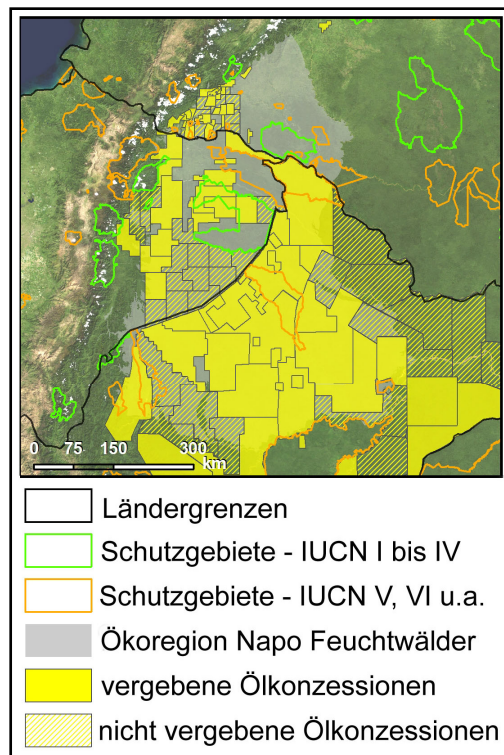 0 75 150 300
km
Ländergrenzen
Schutzgebiete - IUCN I bis IV
Schutzgebiete - IUCN V, VI u.a.
Ökoregion Napo Feuchtwälder
vergebene Ölkonzessionen
nicht vergebene Ölkonzessionen